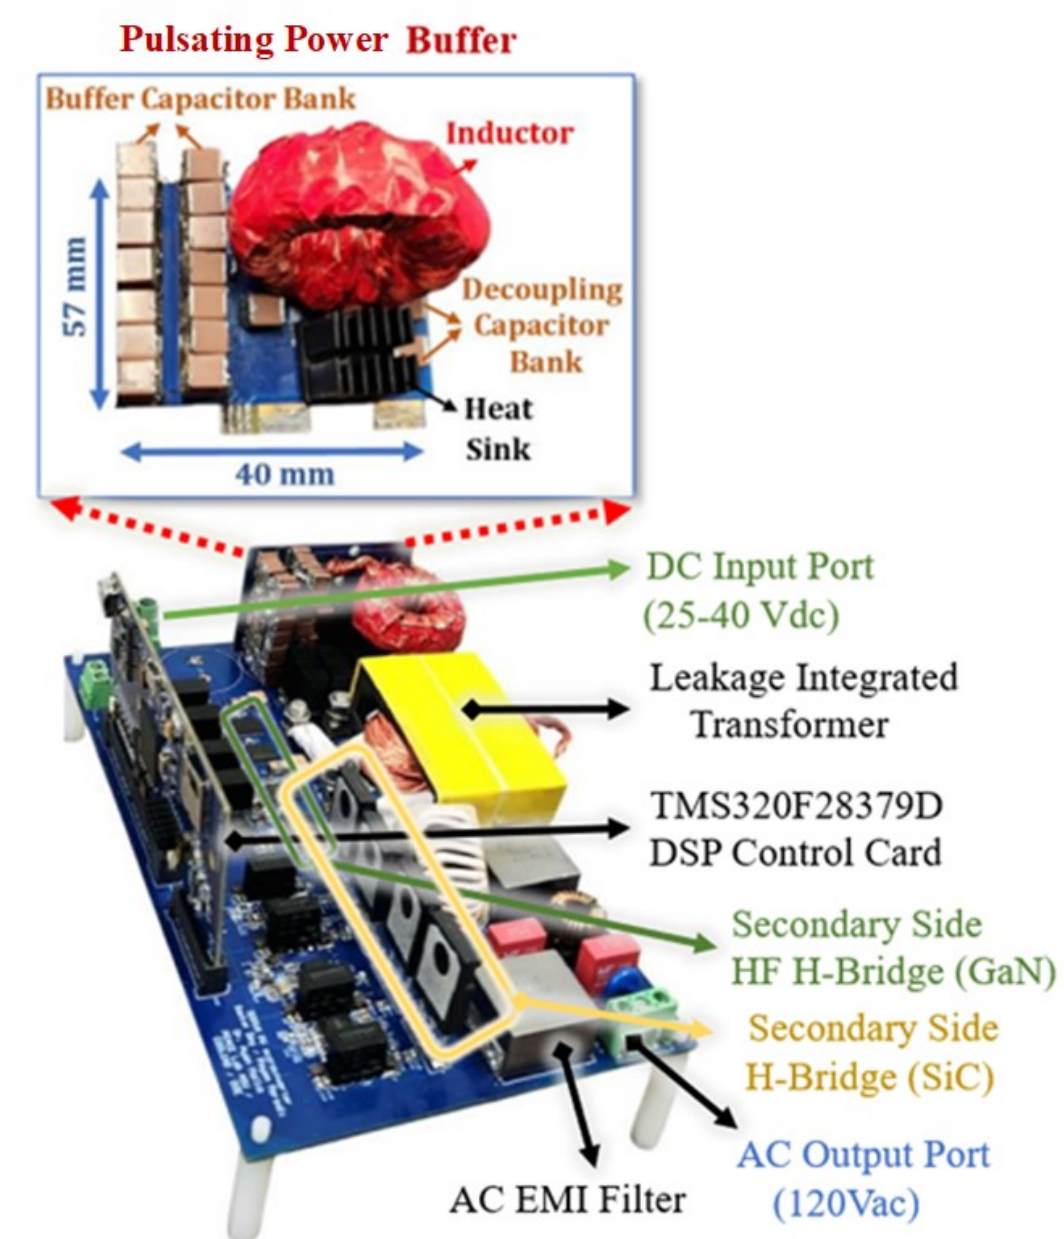 Pulsating Power Buffer
Buffer Capacitor Bank
Inductor
57 mm
Decoupling
Capacitor
Bank
Heat
Sink
40 mm
DC Input Port
(25-40 Vdc)
Leakage Integrated
Transformer
TMS320F28379D
DSP Control Card
Secondary Side
HF H-Bridge (GaN)
Secondary Side
H-Bridge (SiC)
AC Output Port
(120Vac)
AC EMI Filter